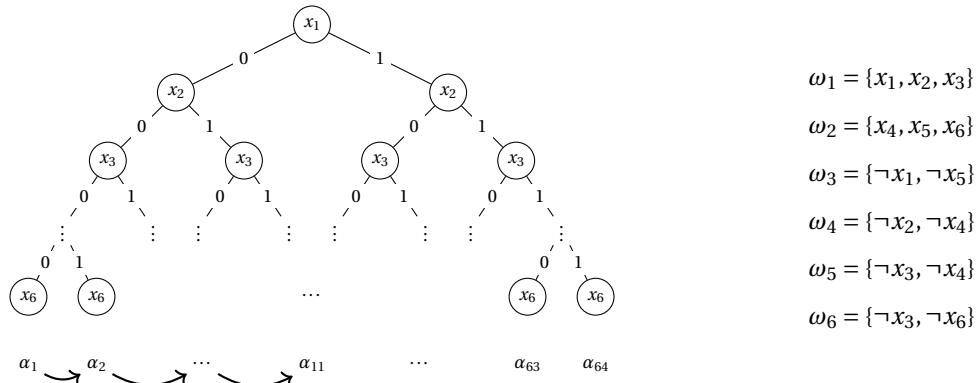 x₁
0 1
x₂ x₂
0 1 0 1
x₃ x₃ x₃ x₃
0 1 0 1 0 1 0 1
⋮ ⋮ ⋮ ⋮ ⋮ ⋮ ⋮ ⋮
0 1 0 1
x₆ x₆ ⋯ x₆ x₆
α₁ α₂ ⋯ α₁₁ ⋯ α₆₃ α₆₄
ω₁ = {x₁, x₂, x₃}
ω₂ = {x₄, x₅, x₆}
ω₃ = {¬x₁, ¬x₅}
ω₄ = {¬x₂, ¬x₄}
ω₅ = {¬x₃, ¬x₄}
ω₆ = {¬x₃, ¬x₆}